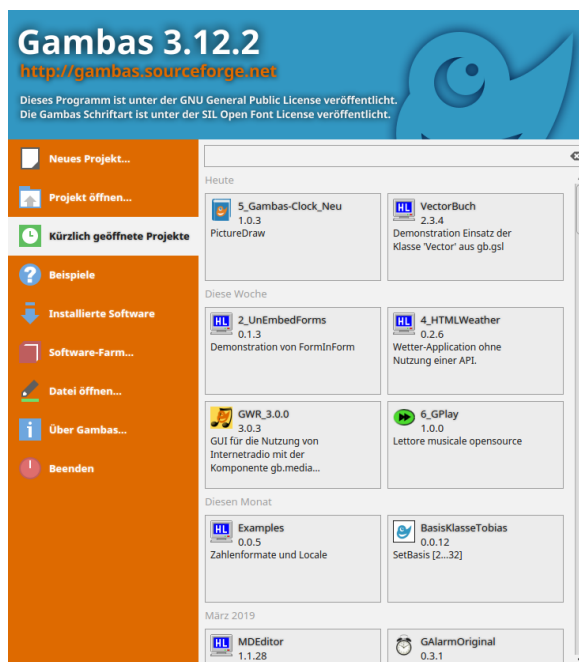 Gambas 3.12.2
http://gambas.sourceforge.net
Dieses Programm ist unter der GNU General Public License veröffentlicht.
Die Gambas Schriftart ist unter der SIL Open Font License veröffentlicht.
Neues Projekt...
Projekt öffnen...
Kürzlich geöffnete Projekte
Beispiele
Installierte Software
Software-Farm...
Datei öffnen...
Über Gambas...
Beenden
Heute
5_Gambas-Clock_Neu
1.0.3
PictureDraw
HL
VectorBuch
2.3.4
Demonstration Einsatz der
Klasse 'Vector' aus gb.gsl
Diese Woche
HL
2_UnEmbedForms
0.1.3
Demonstration von FormInForm
HL
4_HTMLWeather
0.2.6
Wetter-Application ohne
Nutzung einer API.
GWR_3.0.0
3.0.3
GUI für die Nutzung von
Internetradio mit der
Komponente gb.media...
6_GPlay
1.0.0
Lettore musicale opensource
Diesen Monat
HL
Examples
0.0.5
Zahlenformate und Locale
BasisKlasseTobias
0.0.12
SetBasis [2...32]
März 2019
HL
MDEditor
1.1.28
GAlarmOriginal
0.3.1